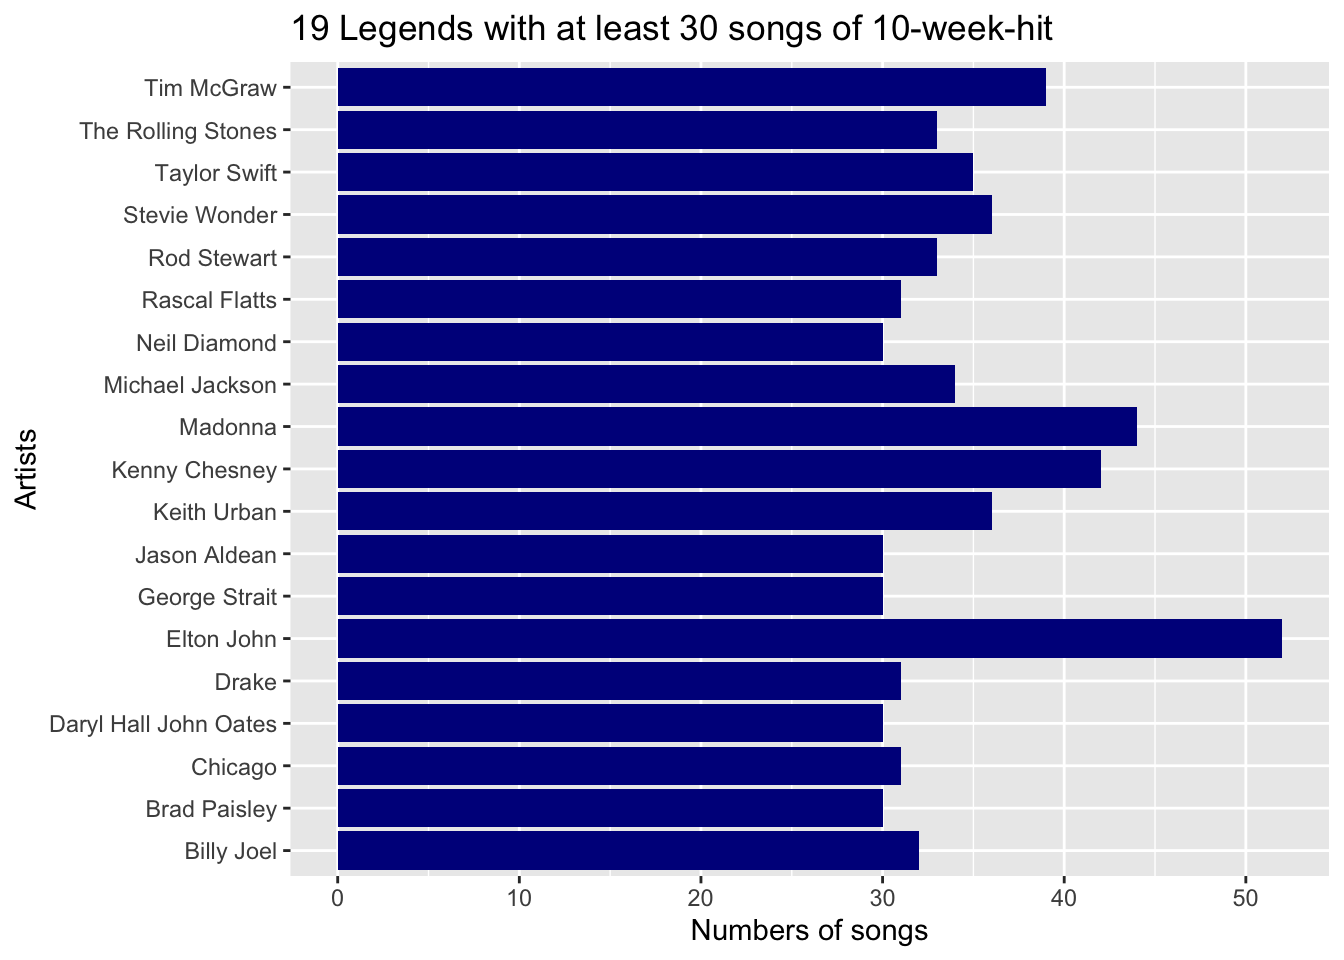 19 Legends with at least 30 songs of 10-week-hit
Tim McGraw
The Rolling Stones
Taylor Swift
Stevie Wonder
Rod Stewart
Rascal Flatts
Neil Diamond
Michael Jackson
Madonna
Kenny Chesney
Keith Urban
Jason Aldean
George Strait
Elton John
Drake
Daryl Hall John Oates
Chicago
Brad Paisley
Billy Joel
Artists
0 10 20 30 40 50
Numbers of songs